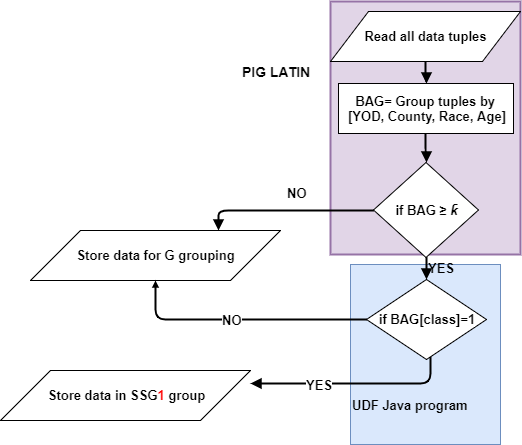 Read all data tuples
PIG LATIN
BAG= Group tuples by
[YOD, County, Race, Age]
NO
if BAG ≥ k̄
Store data for G grouping
YES
if BAG[class]=1
NO
YES
Store data in SSG1 group
UDF Java program